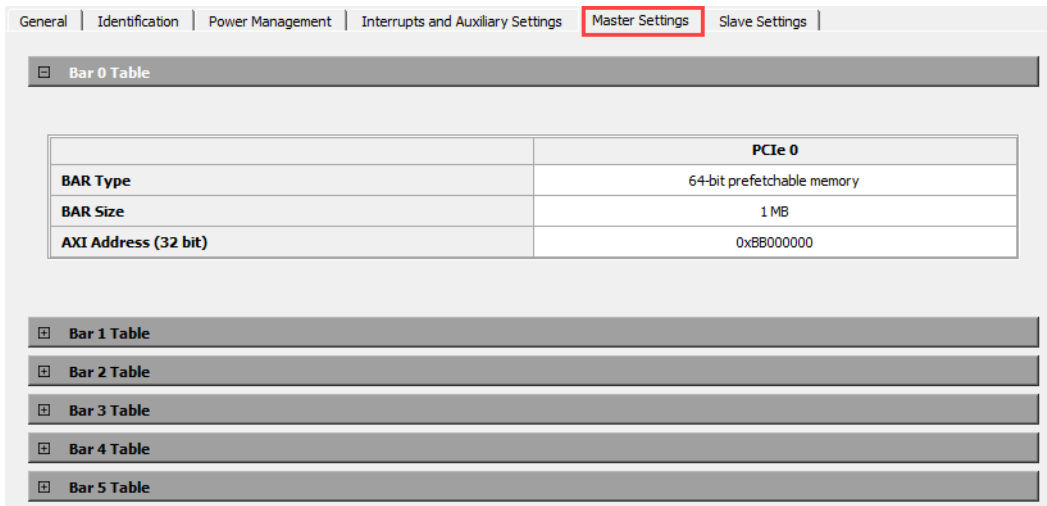 General Identification Power Management Interrupts and Auxiliary Settings Master Settings Slave Settings
Bar 0 Table
PCIe 0
BAR Type 64-bit prefetchable memory
BAR Size 1 MB
AXI Address (32 bit) 0xBB000000
Bar 1 Table
Bar 2 Table
Bar 3 Table
Bar 4 Table
Bar 5 Table